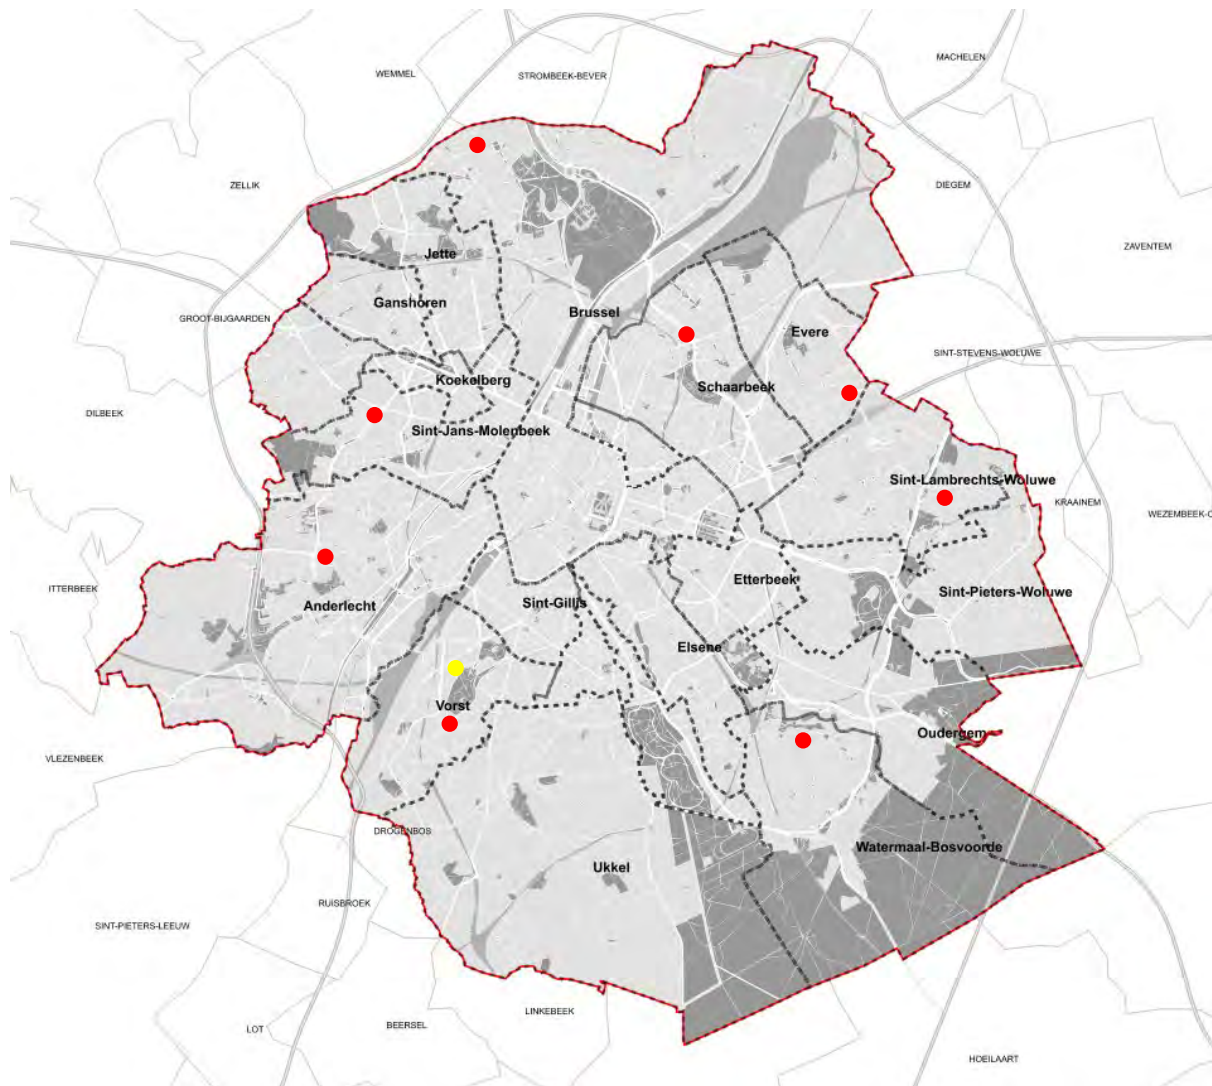 MACHELEN
WEMMEL
STROMBEEK-BEVER
ZELLIK
DIEGEM
ZAVENTEM
Jette
Ganshoren
Brussel
GROOT-BIJGAARDEN
Evere
SINT-STEVENS-WOLUWE
Koekelberg
Schaarbeek
DILBEEK
Sint-Jans-Molenbeek
Sint-Lambrechts-Woluwe
KRAAINEM
WEZEMBEEK-O
Etterbeek
ITTERBEEK
Sint-Pieters-Woluwe
Anderlecht
Sint-Gillis
Elsene
Vorst
Oudergem
VLEZENBEEK
DROGENBOS
Watermaal-Bosvoorde
Ukkel
RUISBROEK
SINT-PIETERS-LEEUW
LINKEBEEK
BEERSEL
LOT
HOEILAART